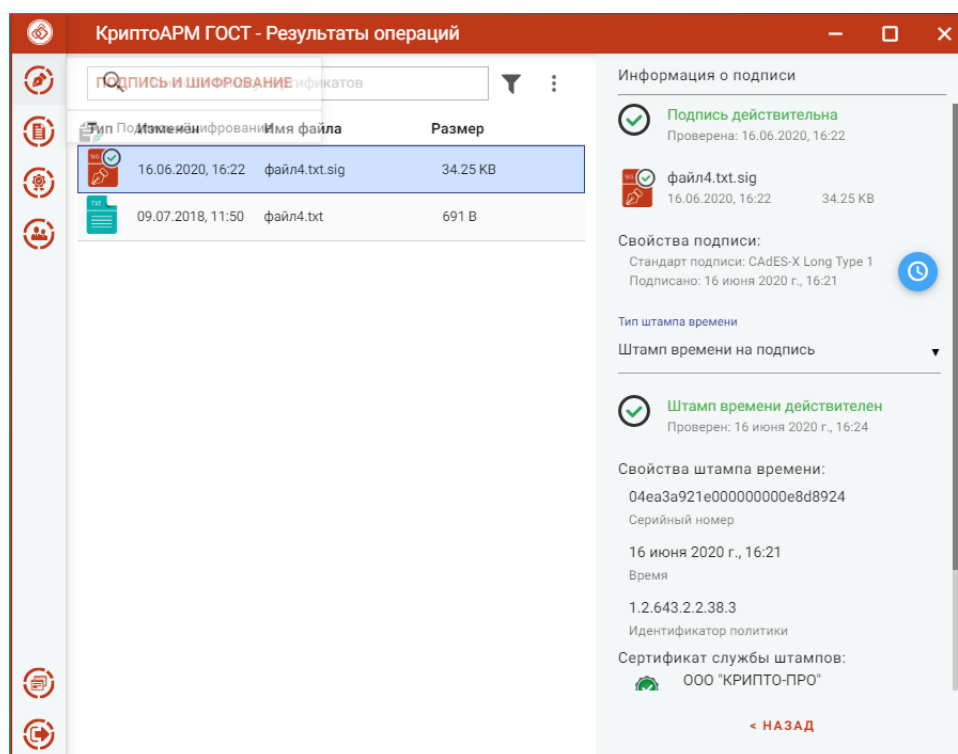 КриптоАРМ ГОСТ - Результаты операций
ПОДПИСЬ И ШИФРОВАНИЕ
Тип Изменён Имя файла Размер
16.06.2020, 16:22 файл4.txt.sig 34.25 KB
TXT
09.07.2018, 11:50 файл4.txt 691 B
Информация о подписи
Подпись действительна
Проверена: 16.06.2020, 16:22
SIG
файл4.txt.sig
16.06.2020, 16:22 34.25 KB
Свойства подписи:
Стандарт подписи: CAdES-X Long Type 1
Подписано: 16 июня 2020 г., 16:21
Тип штампа времени
Штамп времени на подпись
Штамп времени действителен
Проверен: 16 июня 2020 г., 16:24
Свойства штампа времени:
04ea3a921e000000000e8d8924
Серийный номер
16 июня 2020 г., 16:21
Время
1.2.643.2.2.38.3
Идентификатор политики
Сертификат службы штампов:
ООО "КРИПТО-ПРО"
< НАЗАД